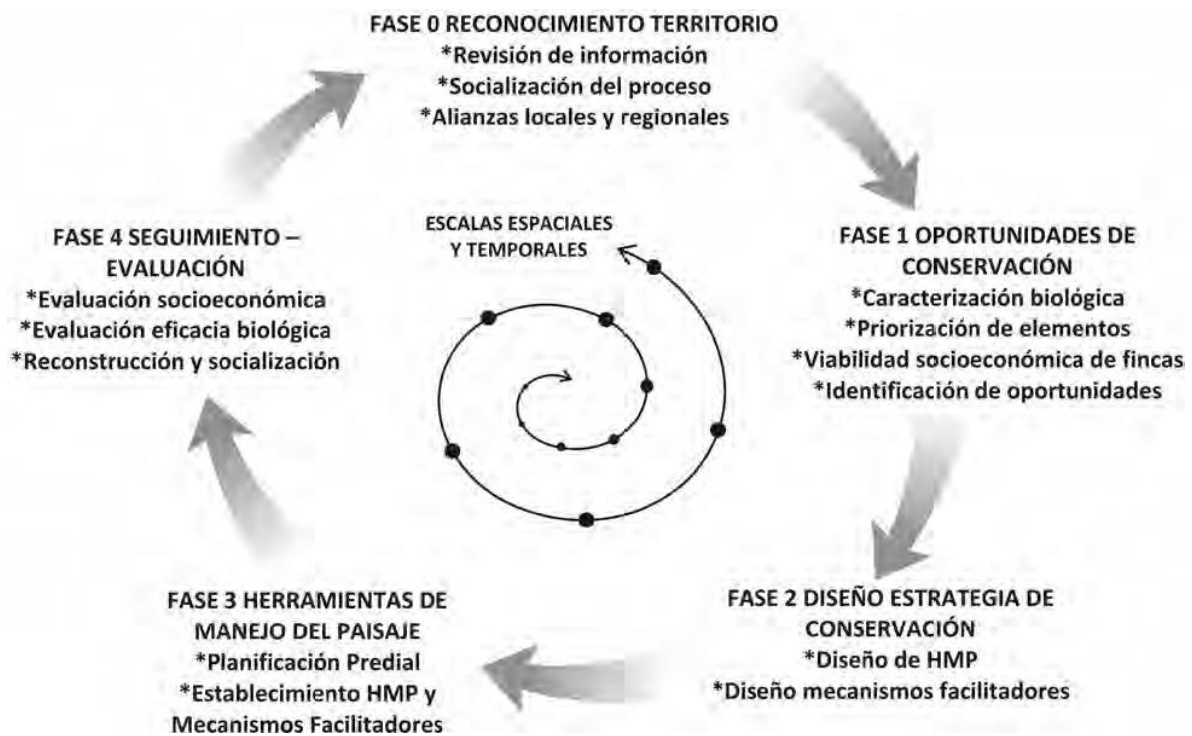 FASE 0 RECONOCIMIENTO TERRITORIO
*Revisión de información
*Socialización del proceso
*Alianzas locales y regionales
ESCALAS ESPACIALES
Y TEMPORALES
FASE 1 OPORTUNIDADES DE
CONSERVACIÓN
*Caracterización biológica
*Priorización de elementos
*Viabilidad socioeconómica de fincas
*Identificación de oportunidades
FASE 2 DISEÑO ESTRATEGIA DE
CONSERVACIÓN
*Diseño de HMP
*Diseño mecanismos facilitadores
FASE 3 HERRAMIENTAS DE
MANEJO DEL PAISAJE
*Planificación Predial
*Establecimiento HMP y
Mecanismos Facilitadores
FASE 4 SEGUIMIENTO –
EVALUACIÓN
*Evaluación socioeconómica
*Evaluación eficacia biológica
*Reconstrucción y socialización